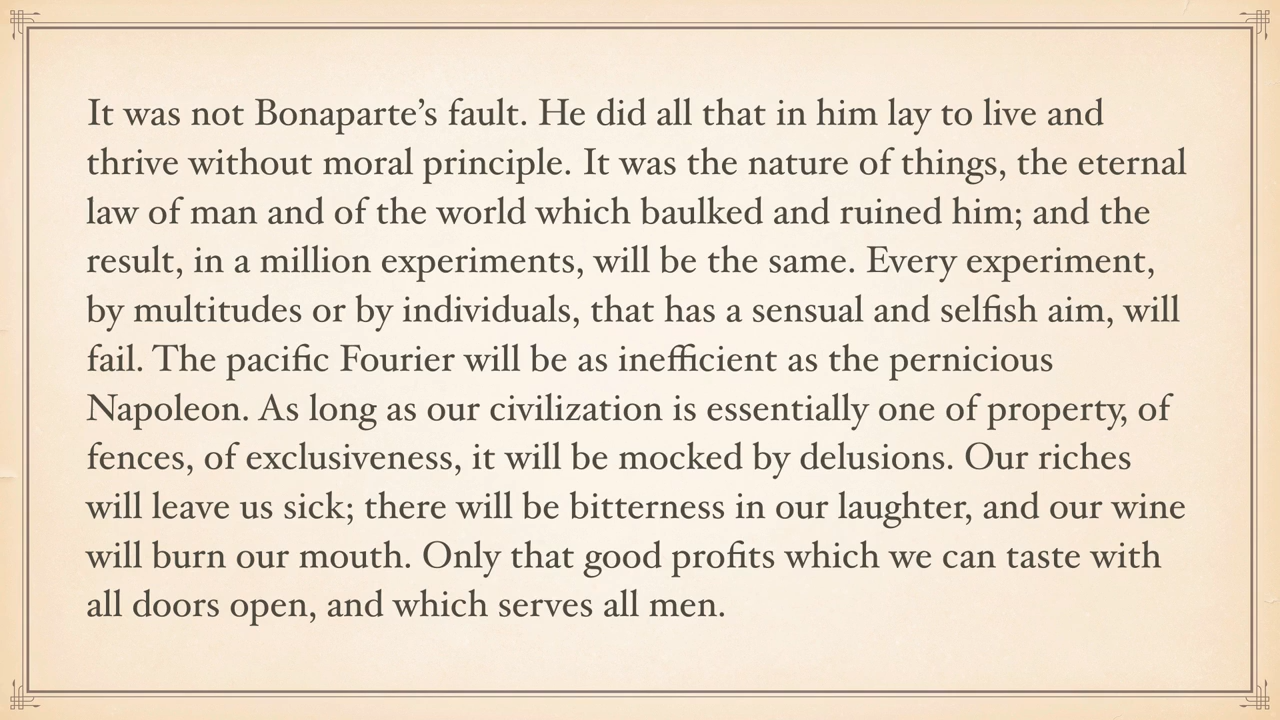 It was not Bonaparte’s fault. He did all that in him lay to live and
thrive without moral principle. It was the nature of things, the eternal
law of man and of the world which baulked and ruined him; and the
result, in a million experiments, will be the same. Every experiment,
by multitudes or by individuals, that has a sensual and selfish aim, will
fail. The pacific Fourier will be as inefficient as the pernicious
Napoleon. As long as our civilization is essentially one of property, of
fences, of exclusiveness, it will be mocked by delusions. Our riches
will leave us sick; there will be bitterness in our laughter, and our wine
will burn our mouth. Only that good profits which we can taste with
all doors open, and which serves all men.